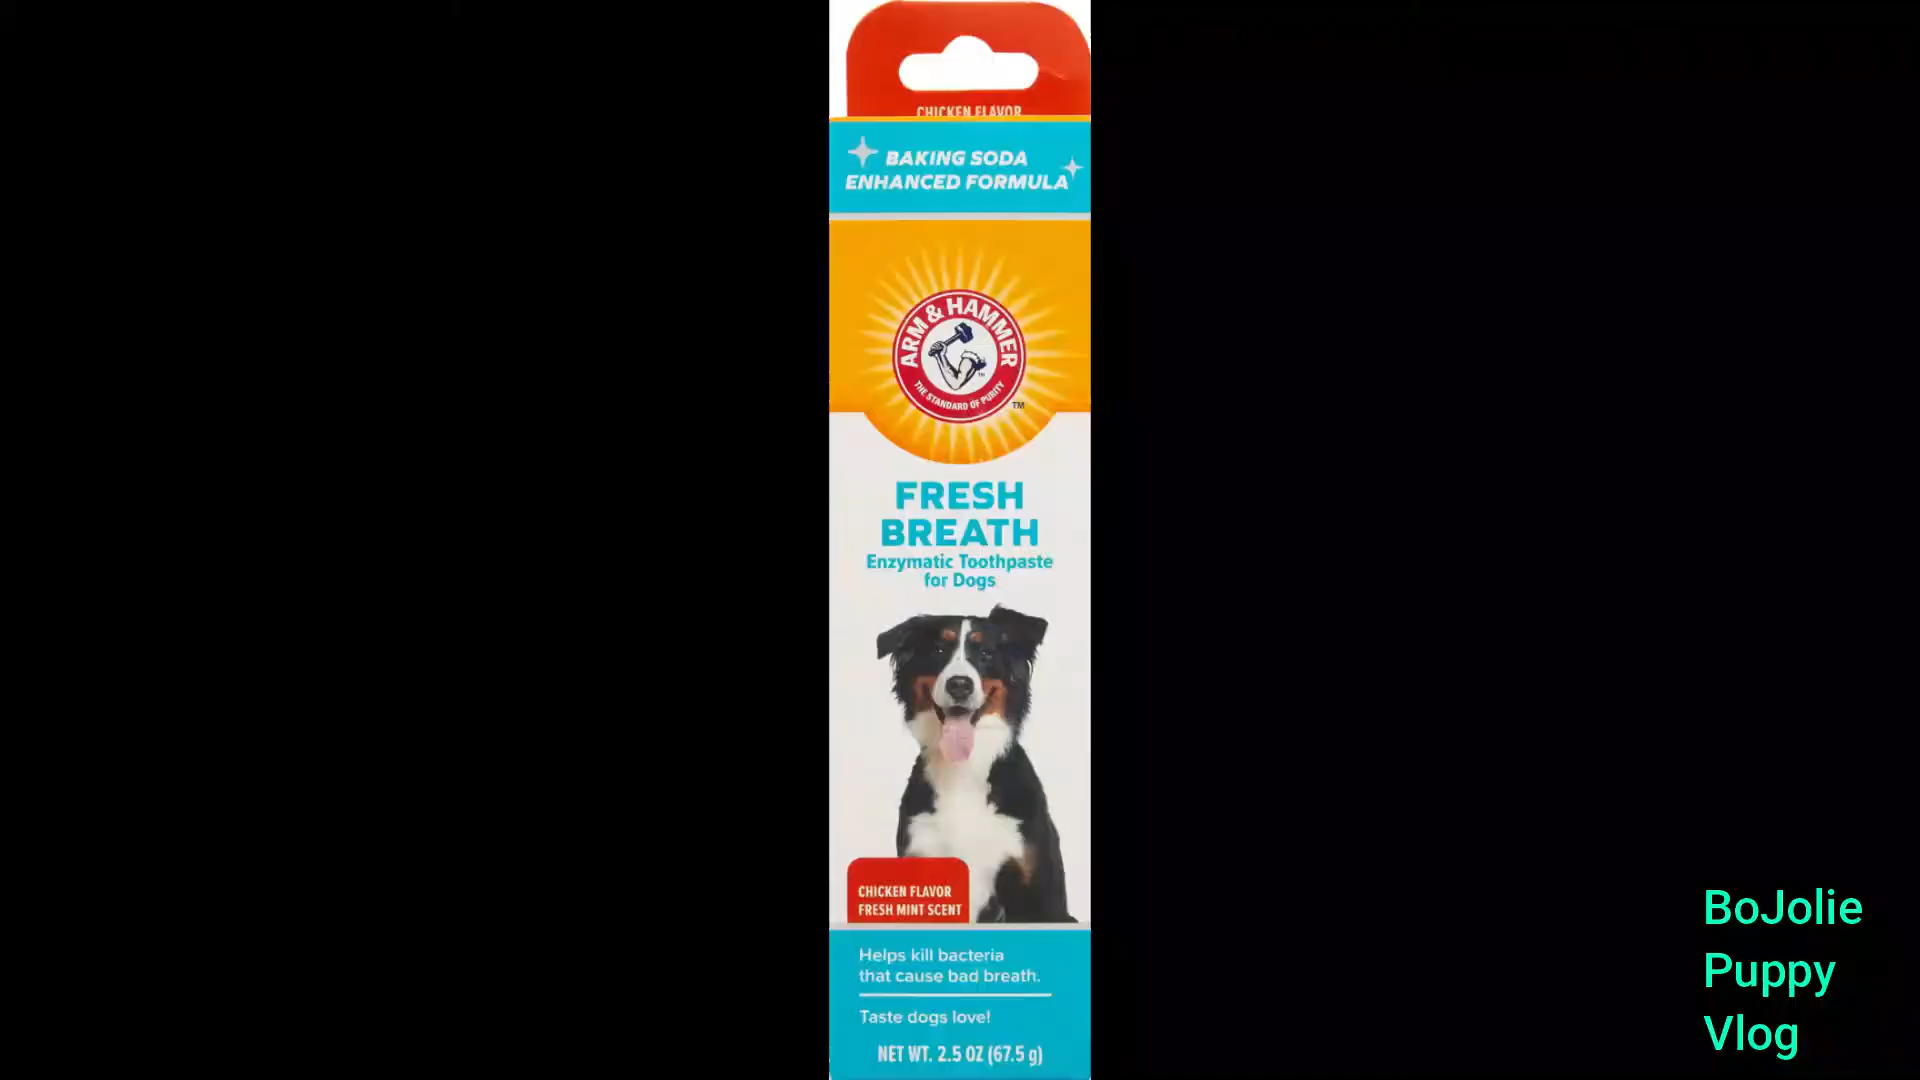 CHICKEN FLAVOR
BAKING SODA
ENHANCED FORMULA
ARM & HAMMER
THE STANDARD OF PURITY
TM
TM
FRESH
BREATH
Enzymatic Toothpaste
for Dogs
CHICKEN FLAVOR
FRESH MINT SCENT
Helps kill bacteria
that cause bad breath.
Taste dogs love!
NET WT. 2.5 OZ (67.5 g)
BoJolie
Puppy
Vlog